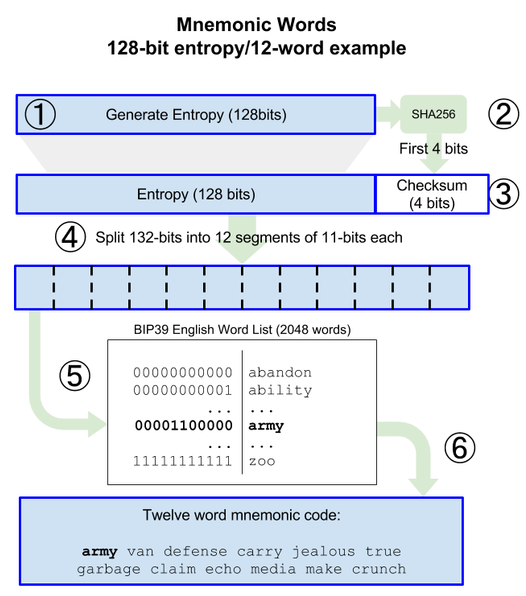 Mnemonic Words
128-bit entropy/12-word example
① Generate Entropy (128bits)
SHA256
②
First 4 bits
Entropy (128 bits)
Checksum
(4 bits)
③
④ Split 132-bits into 12 segments of 11-bits each
BIP39 English Word List (2048 words)
⑤
00000000000 abandon
00000000001 ability
... ...
00001100000 army
... ...
11111111111 zoo
⑥
Twelve word mnemonic code:
army van defense carry jealous true
garbage claim echo media make crunch